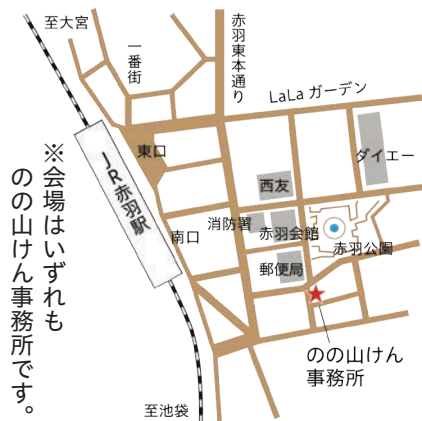 至大宮
一番街
赤羽東本通り
LaLa ガーデン
ダイエー
東口
JR赤羽駅
西友
南口
消防署
赤羽会館
赤羽公園
郵便局
のの山けん
事務所
至池袋
※会場はいずれも
のの山けん事務所です。